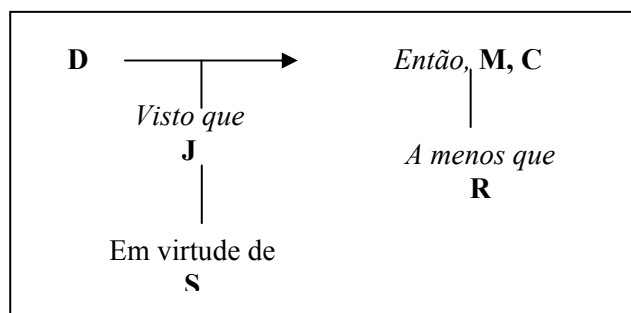 D Então, M, C
Visto que
J
A menos que
R
Em virtude de
S